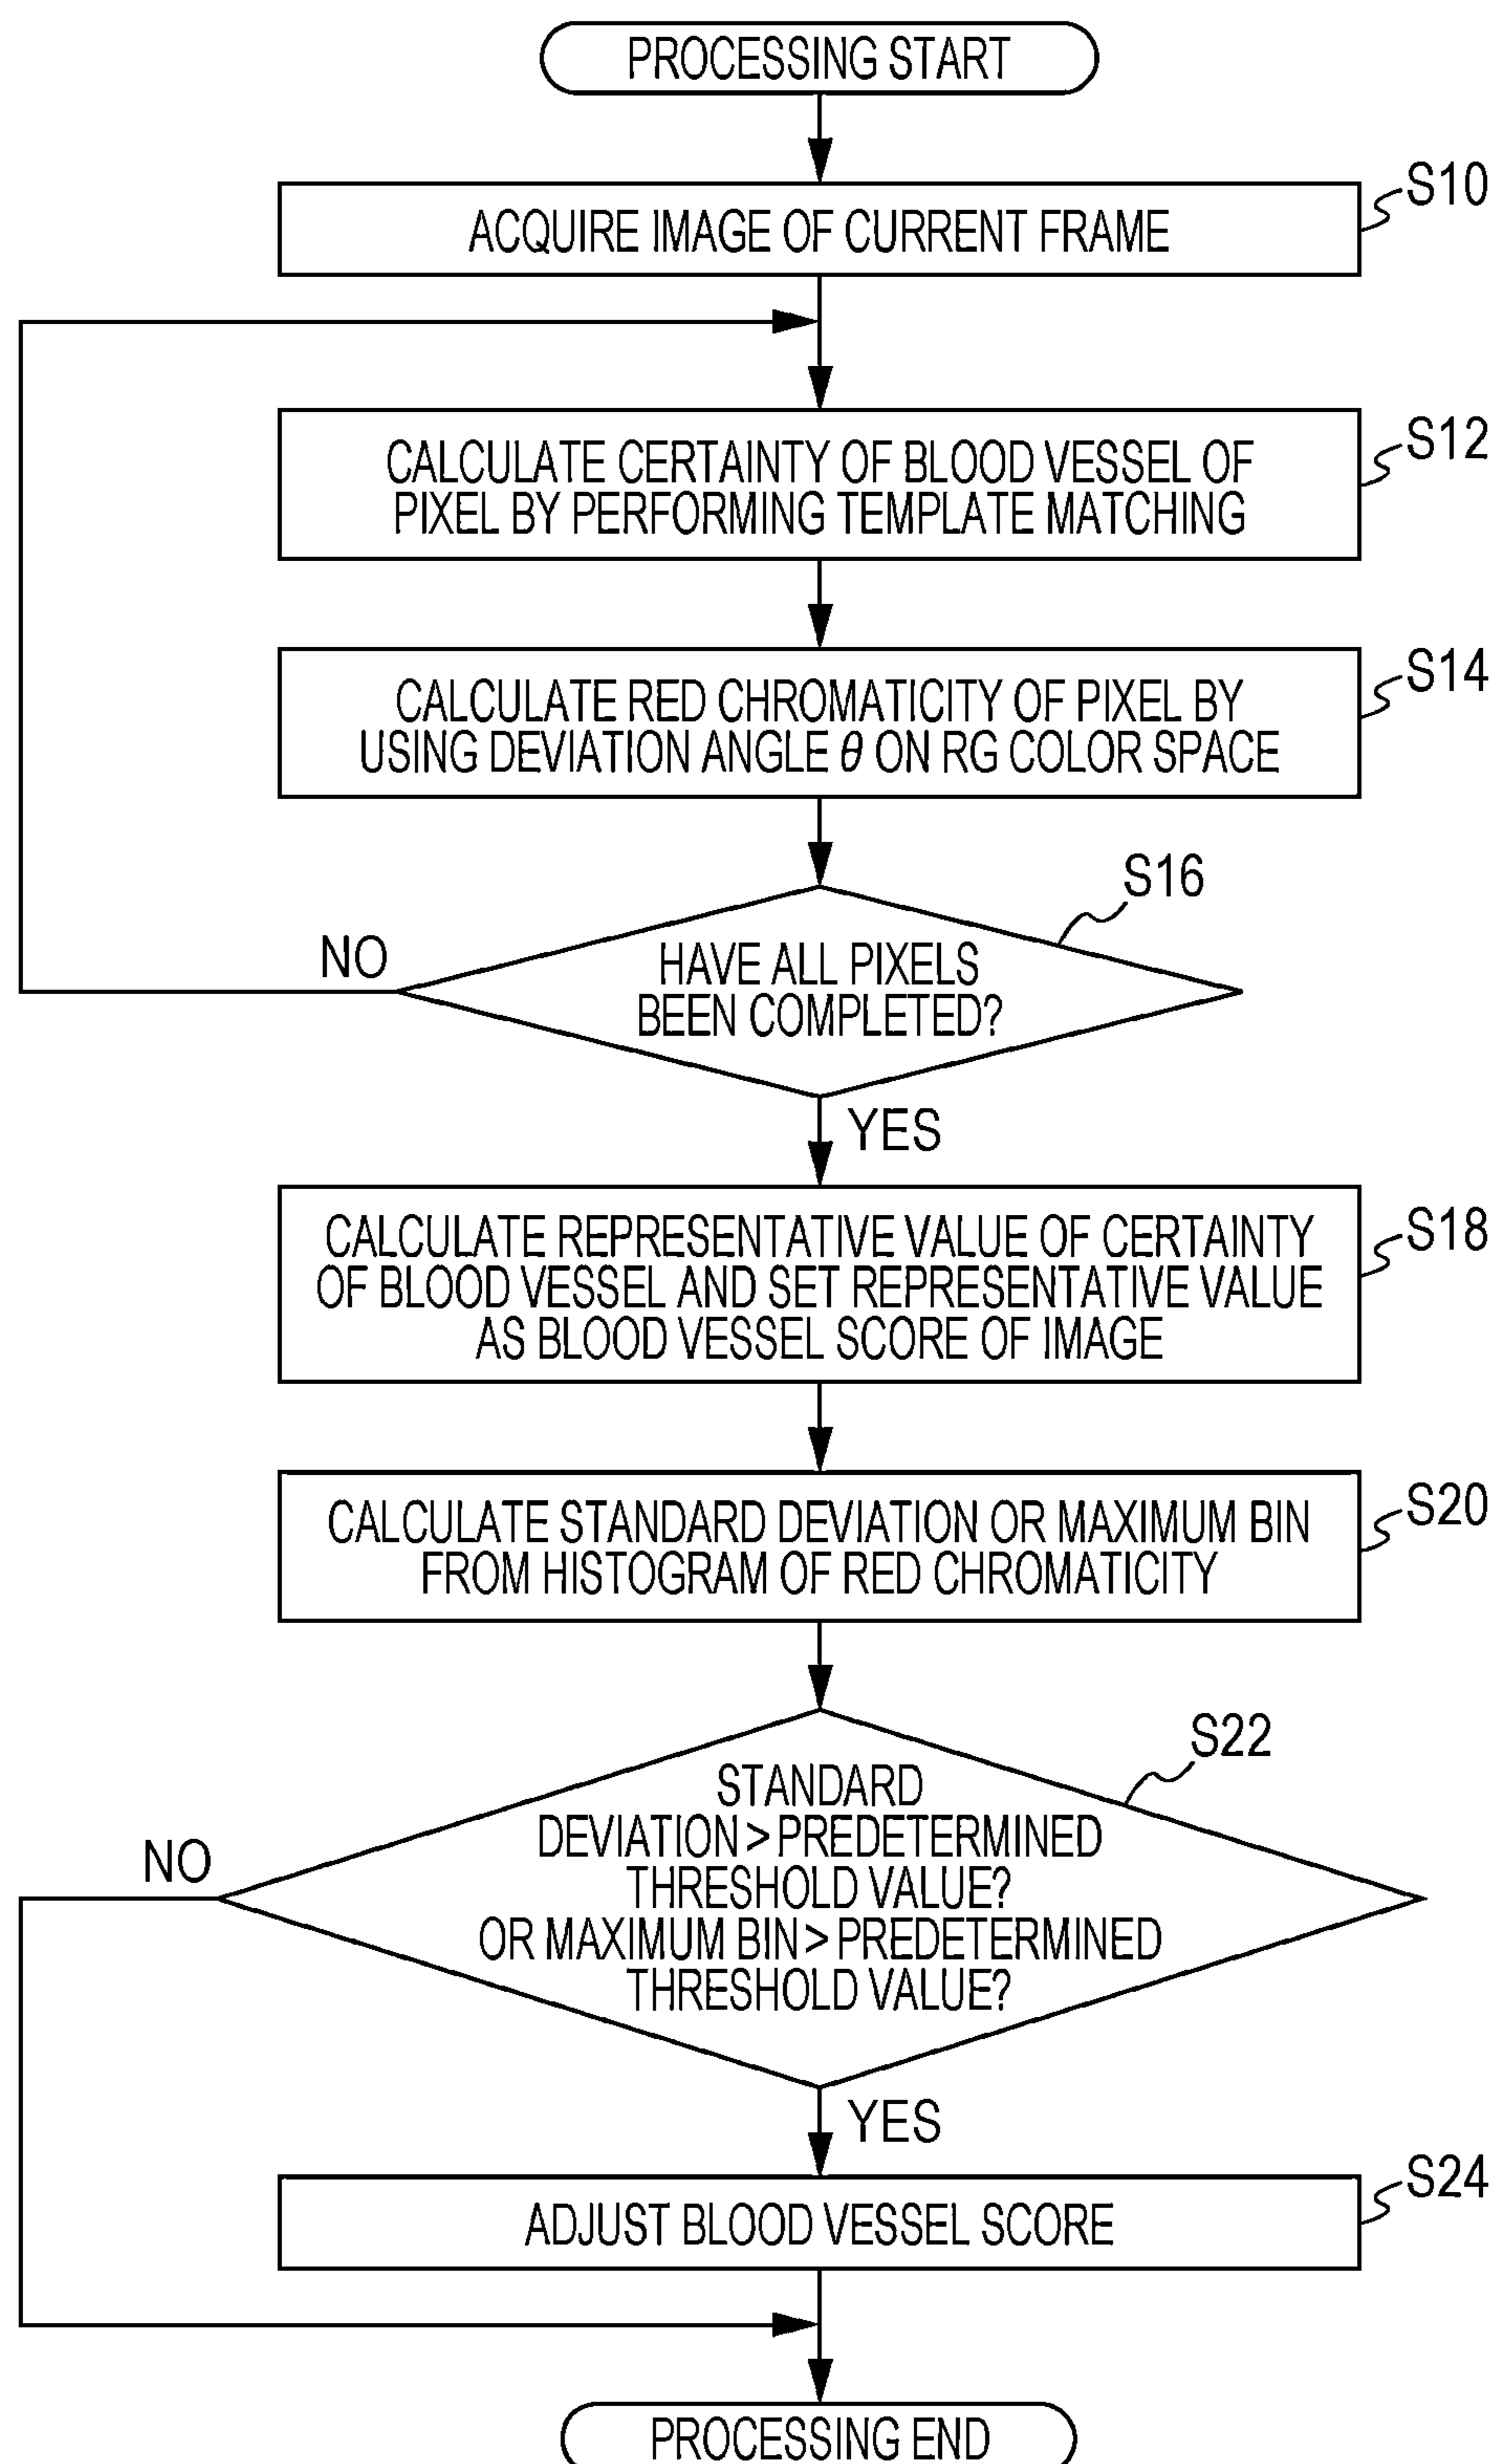 PROCESSING START
S10
ACQUIRE IMAGE OF CURRENT FRAME
S12
CALCULATE CERTAINTY OF BLOOD VESSEL OF
PIXEL BY PERFORMING TEMPLATE MATCHING
S14
CALCULATE RED CHROMATICITY OF PIXEL BY
USING DEVIATION ANGLE θ ON RG COLOR SPACE
S16
NO
HAVE ALL PIXELS
BEEN COMPLETED?
YES
S18
CALCULATE REPRESENTATIVE VALUE OF CERTAINTY
OF BLOOD VESSEL AND SET REPRESENTATIVE VALUE
AS BLOOD VESSEL SCORE OF IMAGE
S20
CALCULATE STANDARD DEVIATION OR MAXIMUM BIN
FROM HISTOGRAM OF RED CHROMATICITY
S22
NO
STANDARD
DEVIATION > PREDETERMINED
THRESHOLD VALUE?
OR MAXIMUM BIN > PREDETERMINED
THRESHOLD VALUE?
YES
S24
ADJUST BLOOD VESSEL SCORE
PROCESSING END